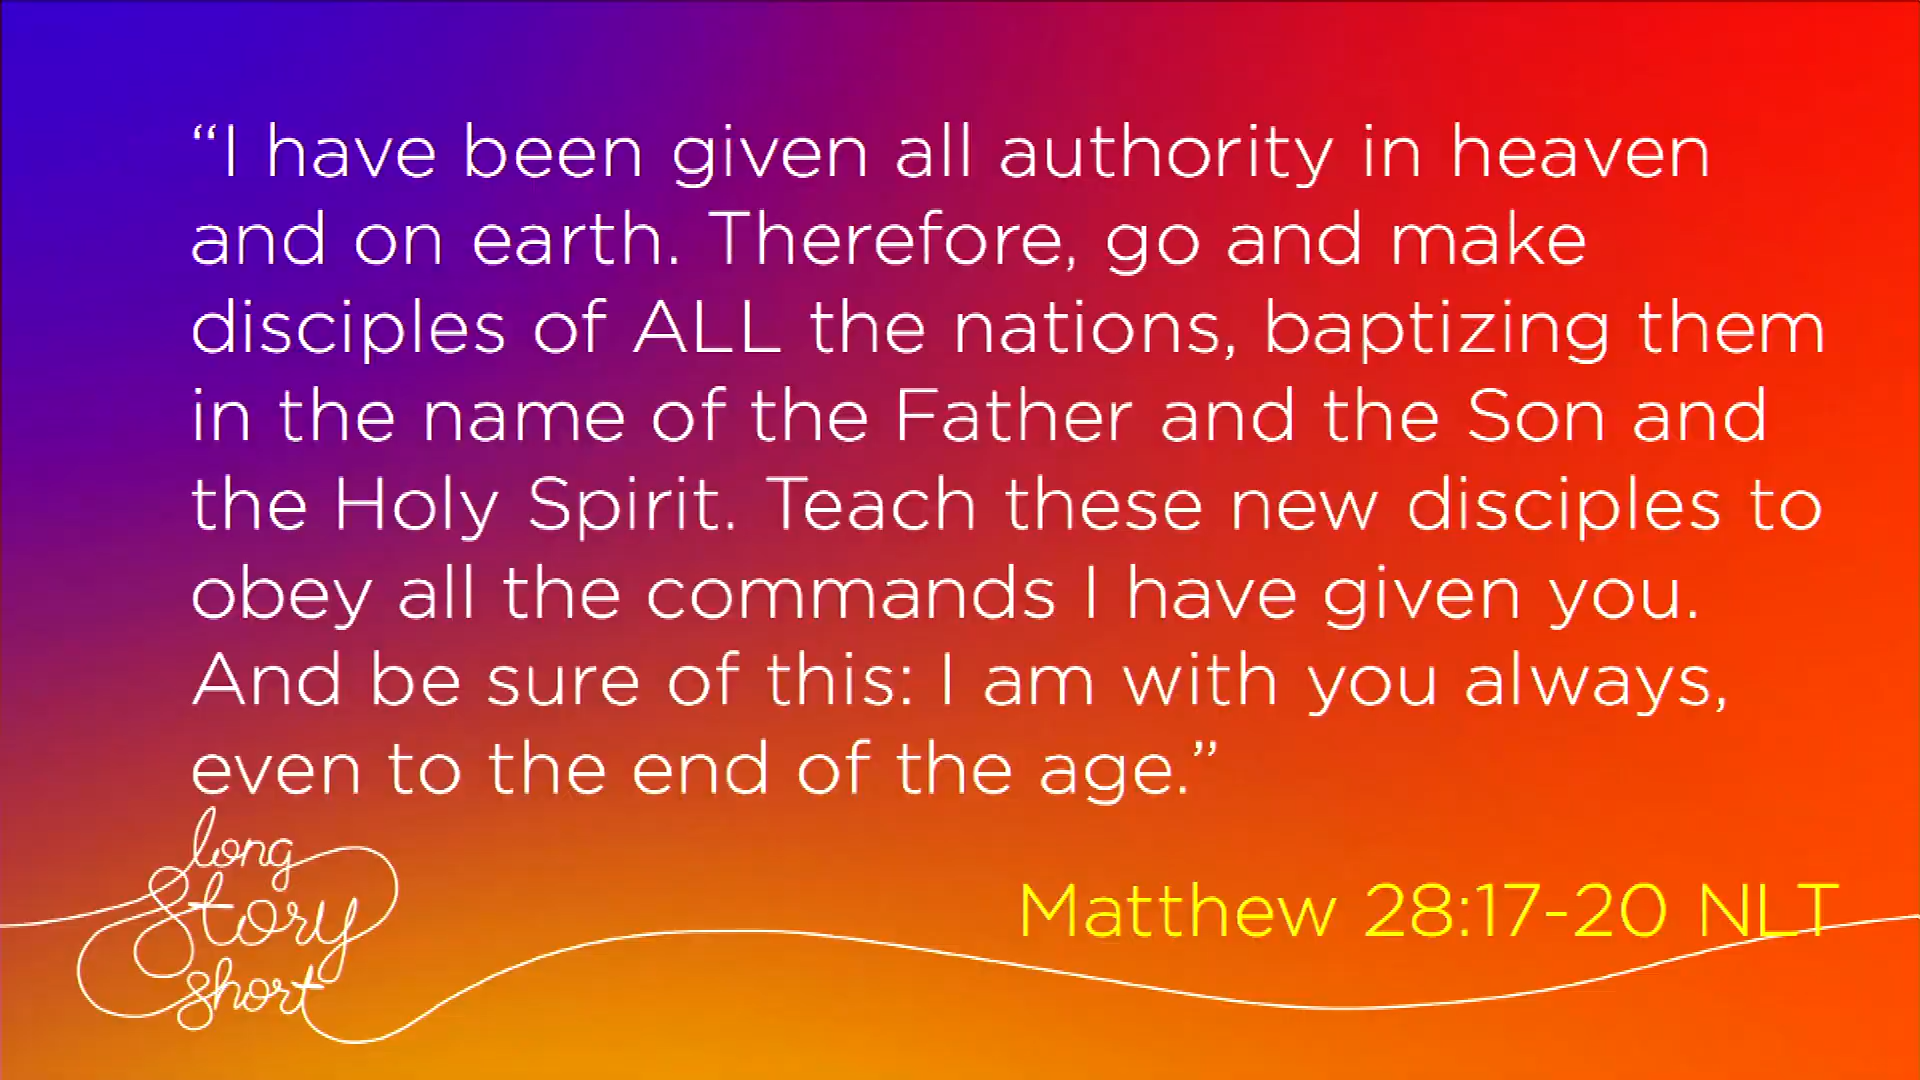 “I have been given all authority in heaven
and on earth. Therefore, go and make
disciples of ALL the nations, baptizing them
in the name of the Father and the Son and
the Holy Spirit. Teach these new disciples to
obey all the commands I have given you.
And be sure of this: I am with you always,
even to the end of the age.”
long
Story
short
Matthew 28:17-20 NLT